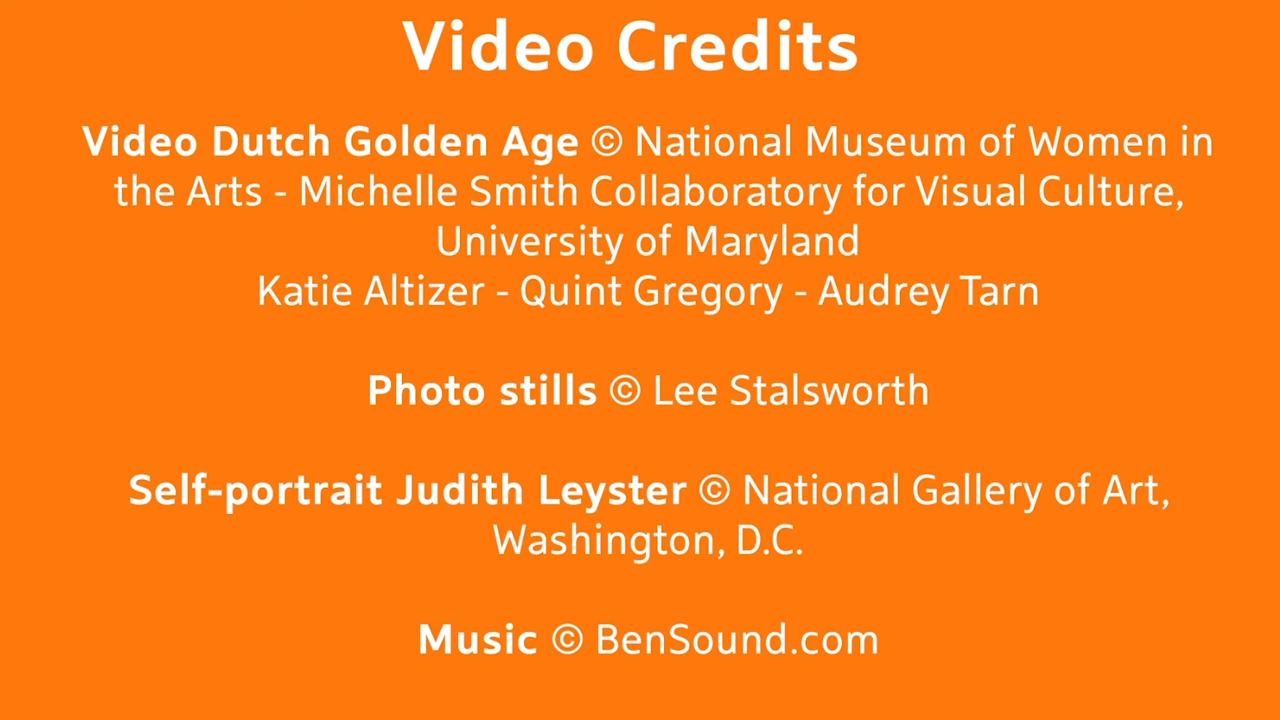 Video Credits
Video Dutch Golden Age © National Museum of Women in
the Arts - Michelle Smith Collaboratory for Visual Culture,
University of Maryland
Katie Altizer - Quint Gregory - Audrey Tarn
Photo stills © Lee Stalsworth
Self-portrait Judith Leyster © National Gallery of Art,
Washington, D.C.
Music © BenSound.com